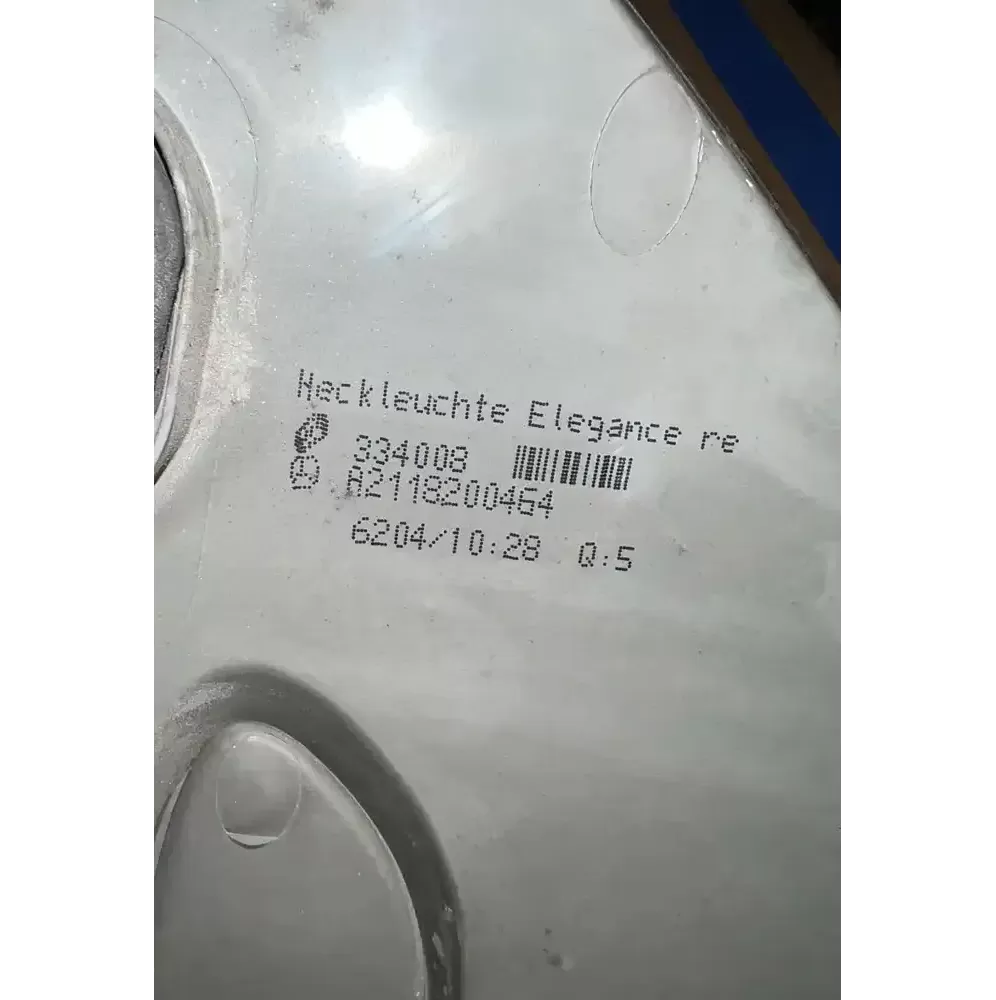 Heckleuchte Elegance re
334008
A2118200464
6204/10:28 Q:5